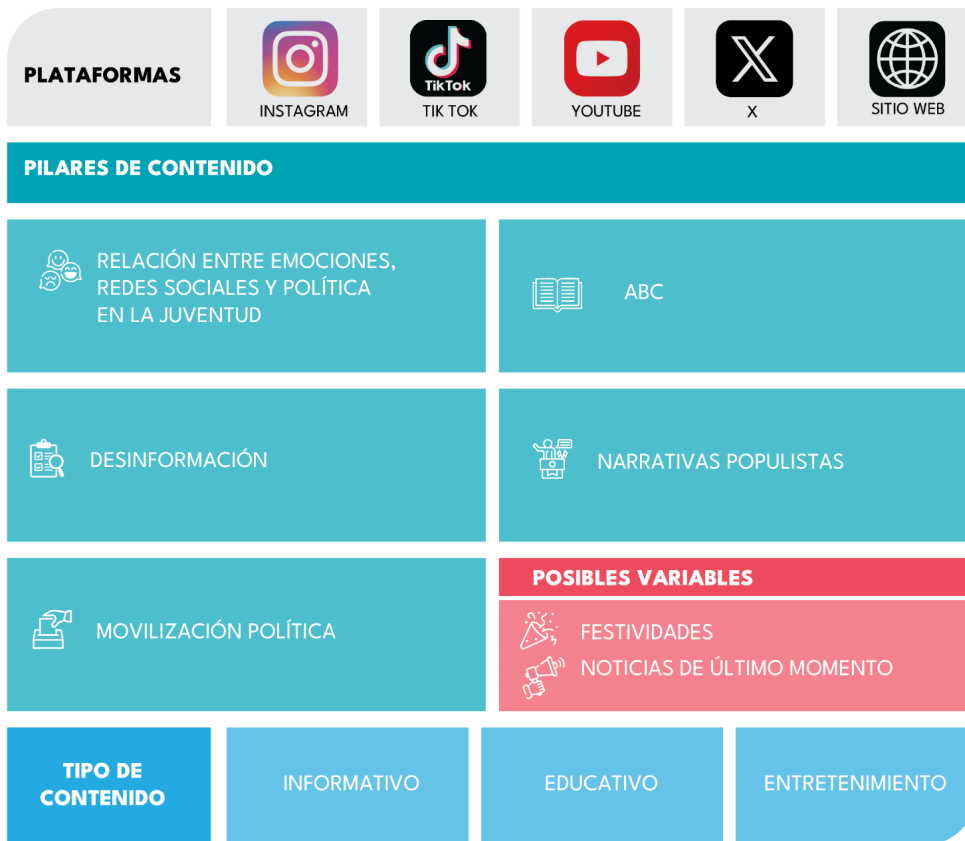 PLATAFORMAS
TikTok
INSTAGRAM
TIK TOK
YOUTUBE
X
SITIO WEB
PILARES DE CONTENIDO
RELACIÓN ENTRE EMOCIONES,
REDES SOCIALES Y POLÍTICA
EN LA JUVENTUD
ABC
DESINFORMACIÓN
NARRATIVAS POPULISTAS
MOVILIZACIÓN POLÍTICA
POSIBLES VARIABLES
FESTIVIDADES
NOTICIAS DE ÚLTIMO MOMENTO
TIPO DE
CONTENIDO
INFORMATIVO
EDUCATIVO
ENTRETENIMIENTO